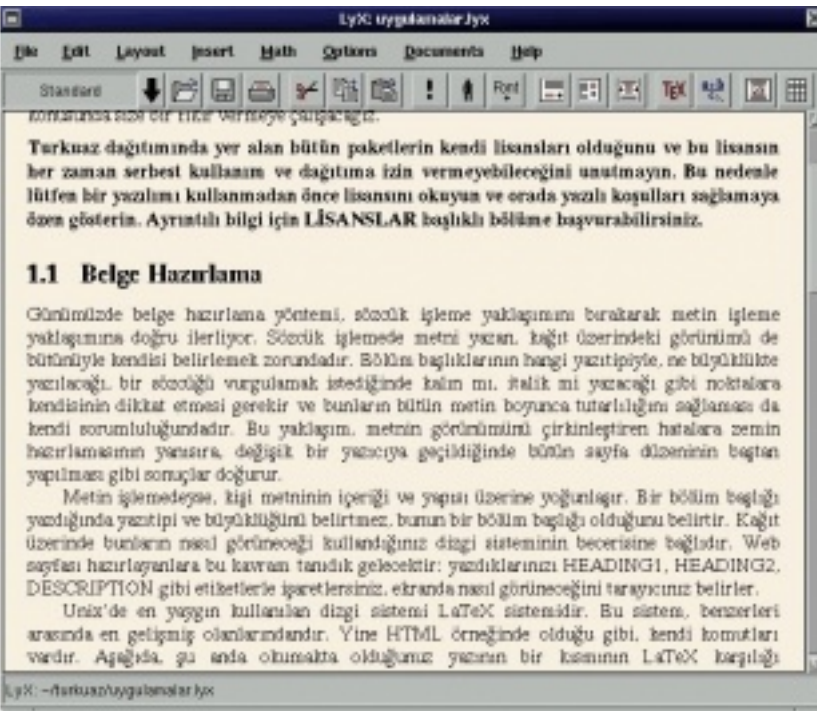 LyX: uygulamalar.lyx
File Edit Layout Insert Math Options Documents Help
Standard Font TEX
konusunda size bir fikir vermeye çalışacağız.
Turkuaz dağıtımında yer alan bütün paketlerin kendi lisansları olduğunu ve bu lisansın
her zaman serbest kullanım ve dağıtıma izin vermeyebileceğini unutmayın. Bu nedenle
lütfen bir yazılımı kullanmadan önce lisansını okuyun ve orada yazılı koşulları sağlamaya
özen gösterin. Ayrıntılı bilgi için LİSANSLAR başlıklı bölüme başvurabilirsiniz.
1.1 Belge Hazırlama
Günümüzde belge hazırlama yöntemi, sözcük işleme yaklaşımını bırakarak metin işleme
yaklaşımına doğru ilerliyor. Sözcük işlemede metni yazan, kağıt üzerindeki görünümü de
bütünüyle kendisi belirlemek zorundadır. Bölüm başlıklarının hangi yazıtipiyle, ne büyüklükte
yazılacağı, bir sözcüğü vurgulamak istediğinde kalın mı, italik mi yazacağı gibi noktalara
kendisinin dikkat etmesi gerekir ve bunların bütün metin boyunca tutarlılığını sağlaması da
kendi sorumluluğundadır. Bu yaklaşım, metnin görünümünü çirkinleştiren hatalara zemin
hazırlamasının yanısıra, değişik bir yazıcıya geçildiğinde bütün sayfa düzeninin baştan
yapılması gibi sonuçlar doğurur.
Metin işlemedeyse, kişi metninin içeriği ve yapısı üzerine yoğunlaşır. Bir bölüm başlığı
yazdığında yazıtipi ve büyüklüğünü belirtmez, bunun bir bölüm başlığı olduğunu belirtir. Kağıt
üzerinde bunların nasıl görüneceği kullandığınız dizgi sisteminin becerisine bağlıdır. Web
sayfası hazırlayanlara bu kavram tanıdık gelecektir: yazdıklarınızı HEADING1, HEADING2,
DESCRIPTION gibi etiketlerle işaretlersiniz, ekranda nasıl görüneceğini tarayıcınız belirler.
Unix'de en yaygın kullanılan dizgi sistemi LaTeX sistemidir. Bu sistem, benzerleri
arasında en gelişmiş olanlarındandır. Yine HTML örneğinde olduğu gibi, kendi komutları
vardır. Aşağıda, şu anda okumakta olduğunuz yazının bir kısmının LaTeX karşılığı
LyX: ~/turkuaz/uygulamalar.lyx